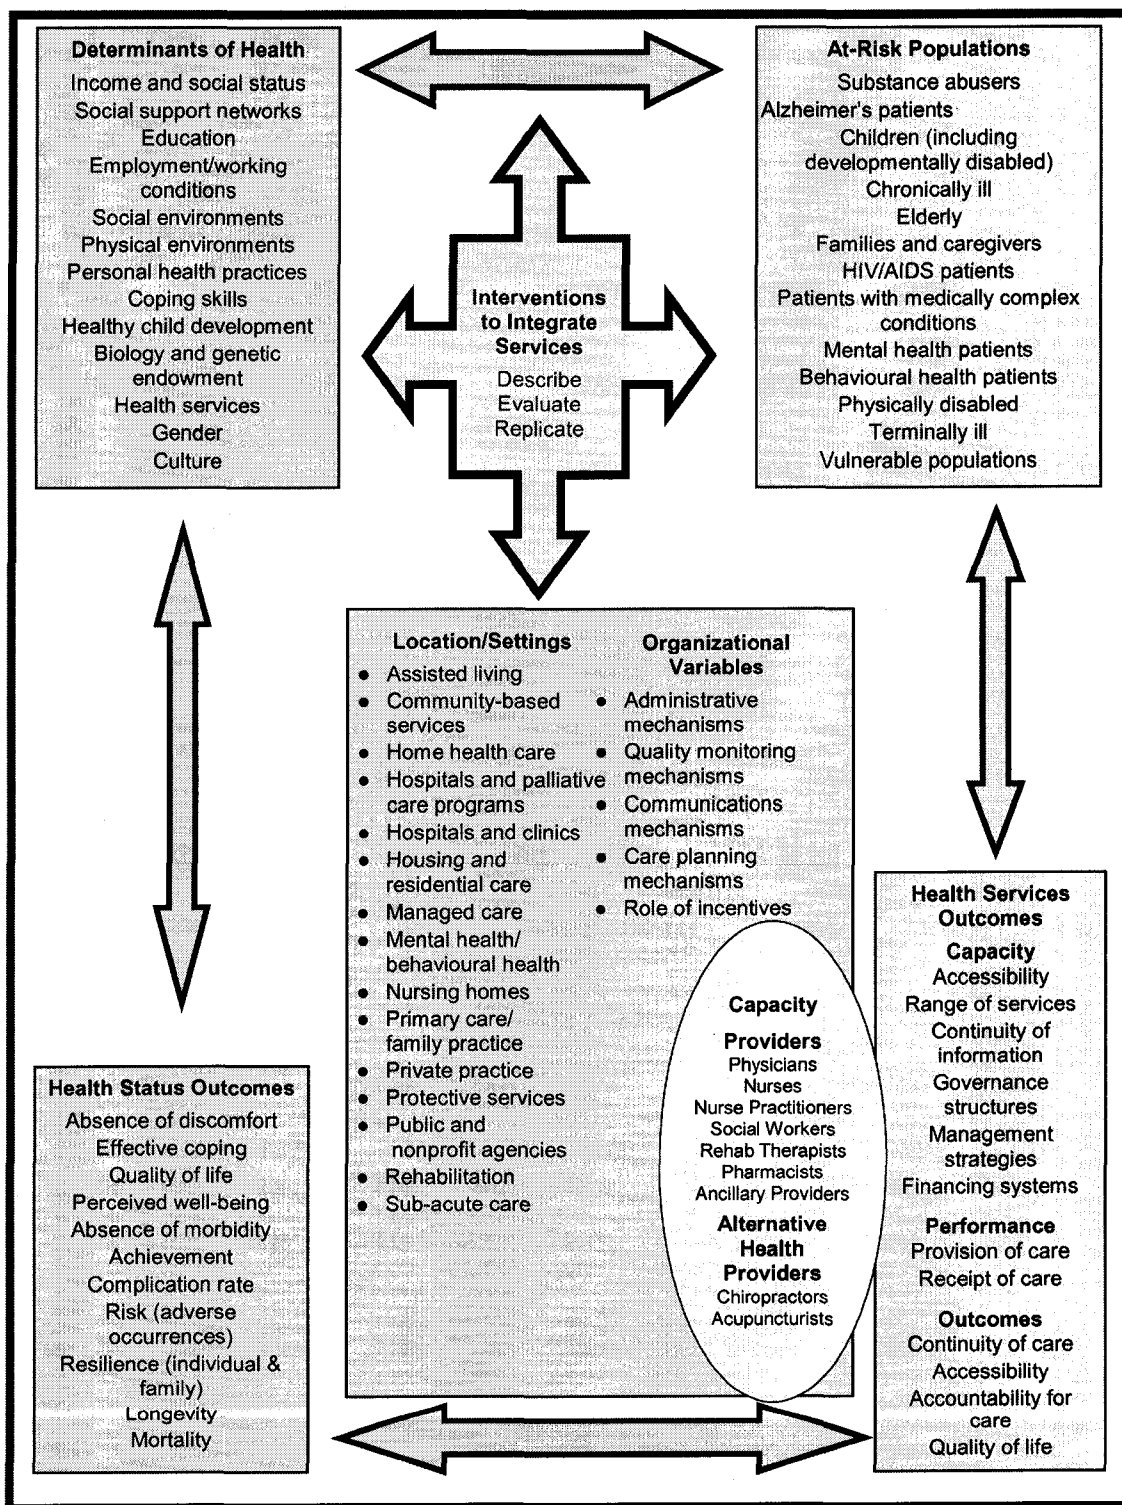 Determinants of Health
Income and social status
Social support networks
Education
Employment/working
conditions
Social environments
Physical environments
Personal health practices
Coping skills
Healthy child development
Biology and genetic
endowment
Health services
Gender
Culture
At-Risk Populations
Substance abusers
Alzheimer's patients
Children (including
developmentally disabled)
Chronically ill
Elderly
Families and caregivers
HIV/AIDS patients
Patients with medically complex
conditions
Mental health patients
Behavioural health patients
Physically disabled
Terminally ill
Vulnerable populations
Interventions
to Integrate
Services
Describe
Evaluate
Replicate
Location/Settings
● Assisted living
● Community-based
services
● Home health care
● Hospitals and palliative
care programs
● Hospitals and clinics
● Housing and
residential care
● Managed care
● Mental health/
behavioural health
● Nursing homes
● Primary care/
family practice
● Private practice
● Protective services
● Public and
nonprofit agencies
● Rehabilitation
● Sub-acute care
Organizational
Variables
● Administrative
mechanisms
● Quality monitoring
mechanisms
● Communications
mechanisms
● Care planning
mechanisms
● Role of incentives
Capacity
Providers
Physicians
Nurses
Nurse Practitioners
Social Workers
Rehab Therapists
Pharmacists
Ancillary Providers
Alternative
Health
Providers
Chiropractors
Acupuncturists
Health Status Outcomes
Absence of discomfort
Effective coping
Quality of life
Perceived well-being
Absence of morbidity
Achievement
Complication rate
Risk (adverse
occurrences)
Resilience (individual &
family)
Longevity
Mortality
Health Services
Outcomes
Capacity
Accessibility
Range of services
Continuity of
information
Governance
structures
Management
strategies
Financing systems
Performance
Provision of care
Receipt of care
Outcomes
Continuity of care
Accessibility
Accountability for
care
Quality of life